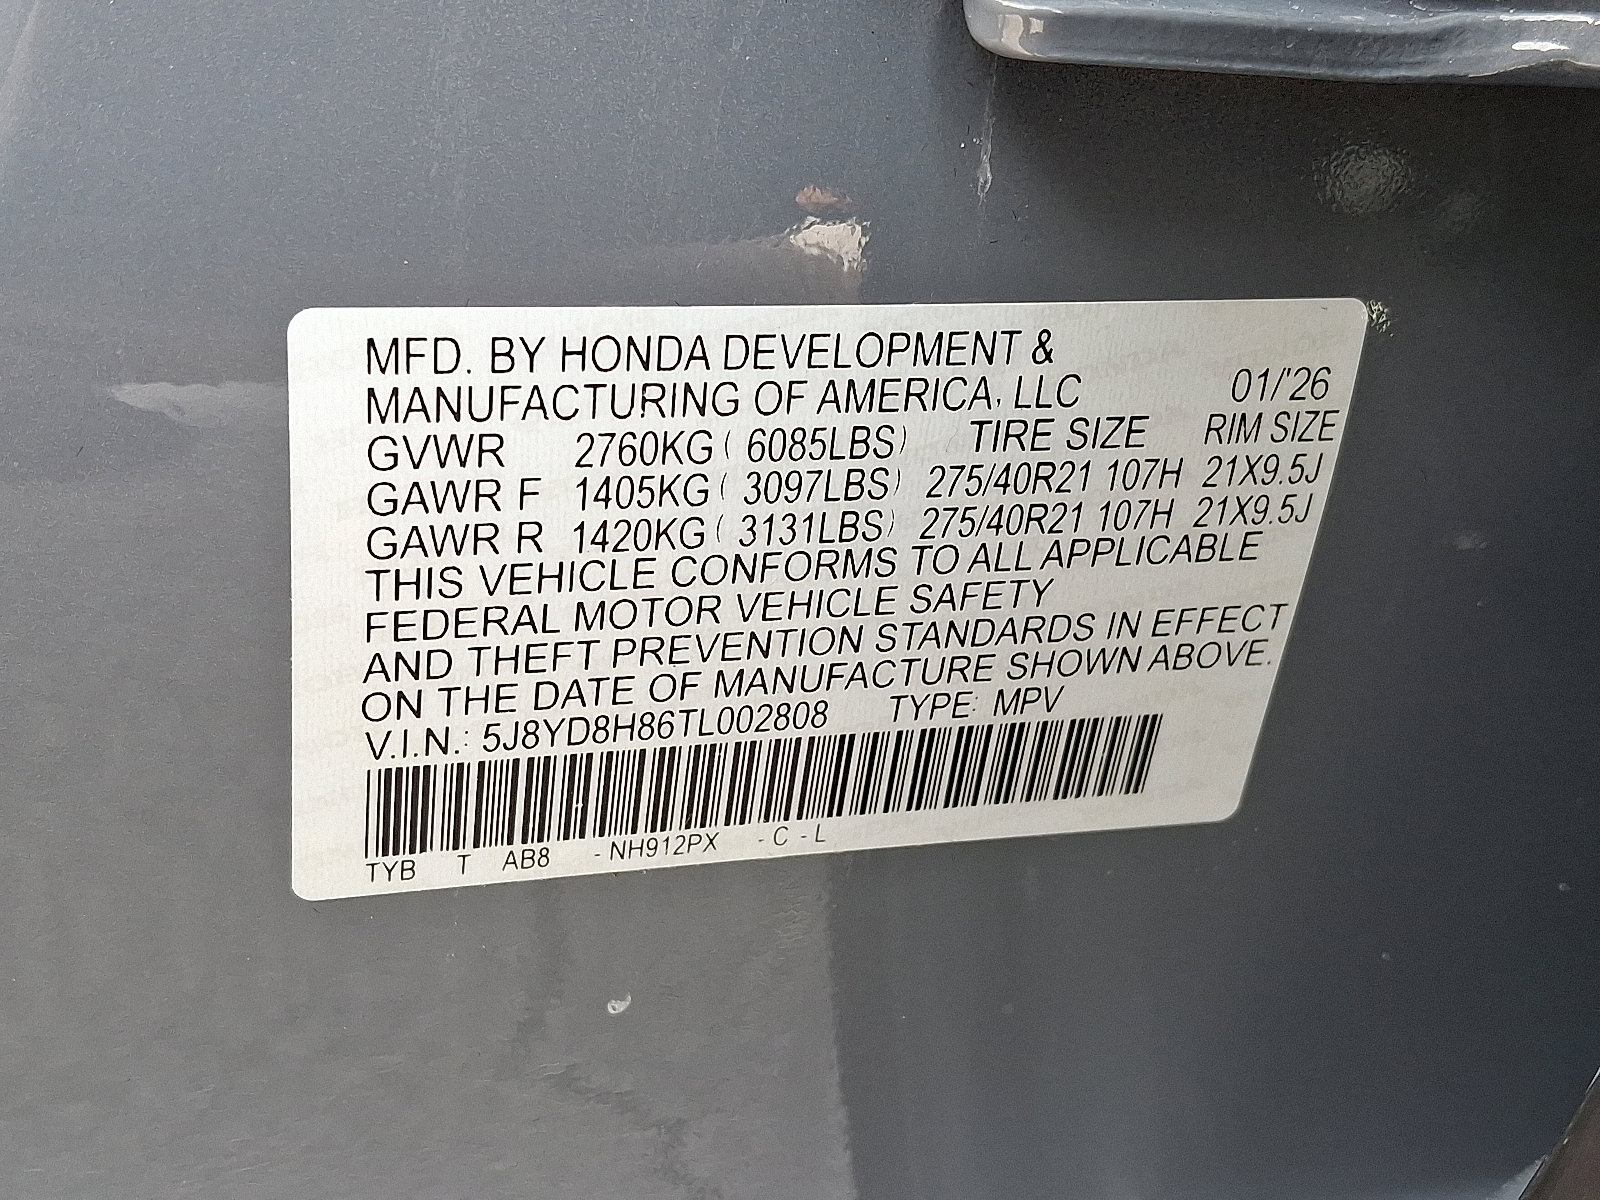 MFD. BY HONDA DEVELOPMENT &
MANUFACTURING OF AMERICA, LLC 01/'26
GVWR 2760KG ( 6085LBS) TIRE SIZE RIM SIZE
GAWR F 1405KG ( 3097LBS) 275/40R21 107H 21X9.5J
GAWR R 1420KG ( 3131LBS) 275/40R21 107H 21X9.5J
THIS VEHICLE CONFORMS TO ALL APPLICABLE
FEDERAL MOTOR VEHICLE SAFETY
AND THEFT PREVENTION STANDARDS IN EFFECT
ON THE DATE OF MANUFACTURE SHOWN ABOVE.
V.I.N.: 5J8YD8H86TL002808 TYPE: MPV
TYB T AB8 - NH912PX - C - L